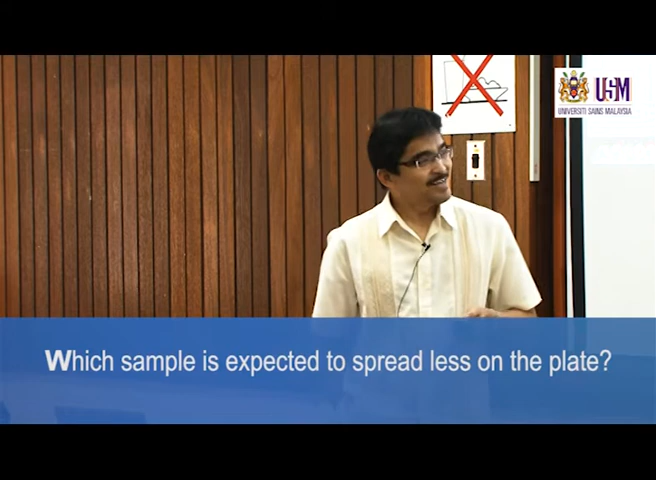 USM
UNIVERSITI SAINS MALAYSIA
Which sample is expected to spread less on the plate?